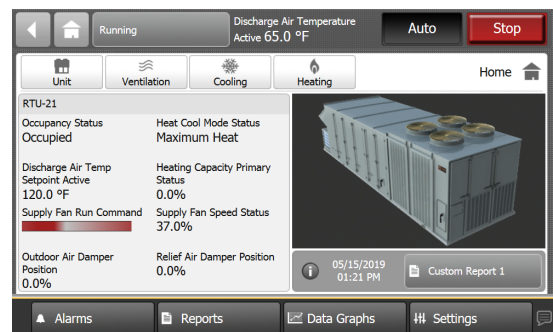 Running
Discharge Air Temperature
Active 65.0 °F
Auto
Stop
Unit
Ventilation
Cooling
Heating
Home
RTU-21
Occupancy Status
Occupied
Heat Cool Mode Status
Maximum Heat
Discharge Air Temp
Setpoint Active
120.0 °F
Heating Capacity Primary
Status
0.0%
Supply Fan Run Command
Supply Fan Speed Status
37.0%
Outdoor Air Damper
Position
0.0%
Relief Air Damper Position
0.0%
05/15/2019
01:21 PM
Custom
Report 1
Alarms
Reports
Data Graphs
Settings